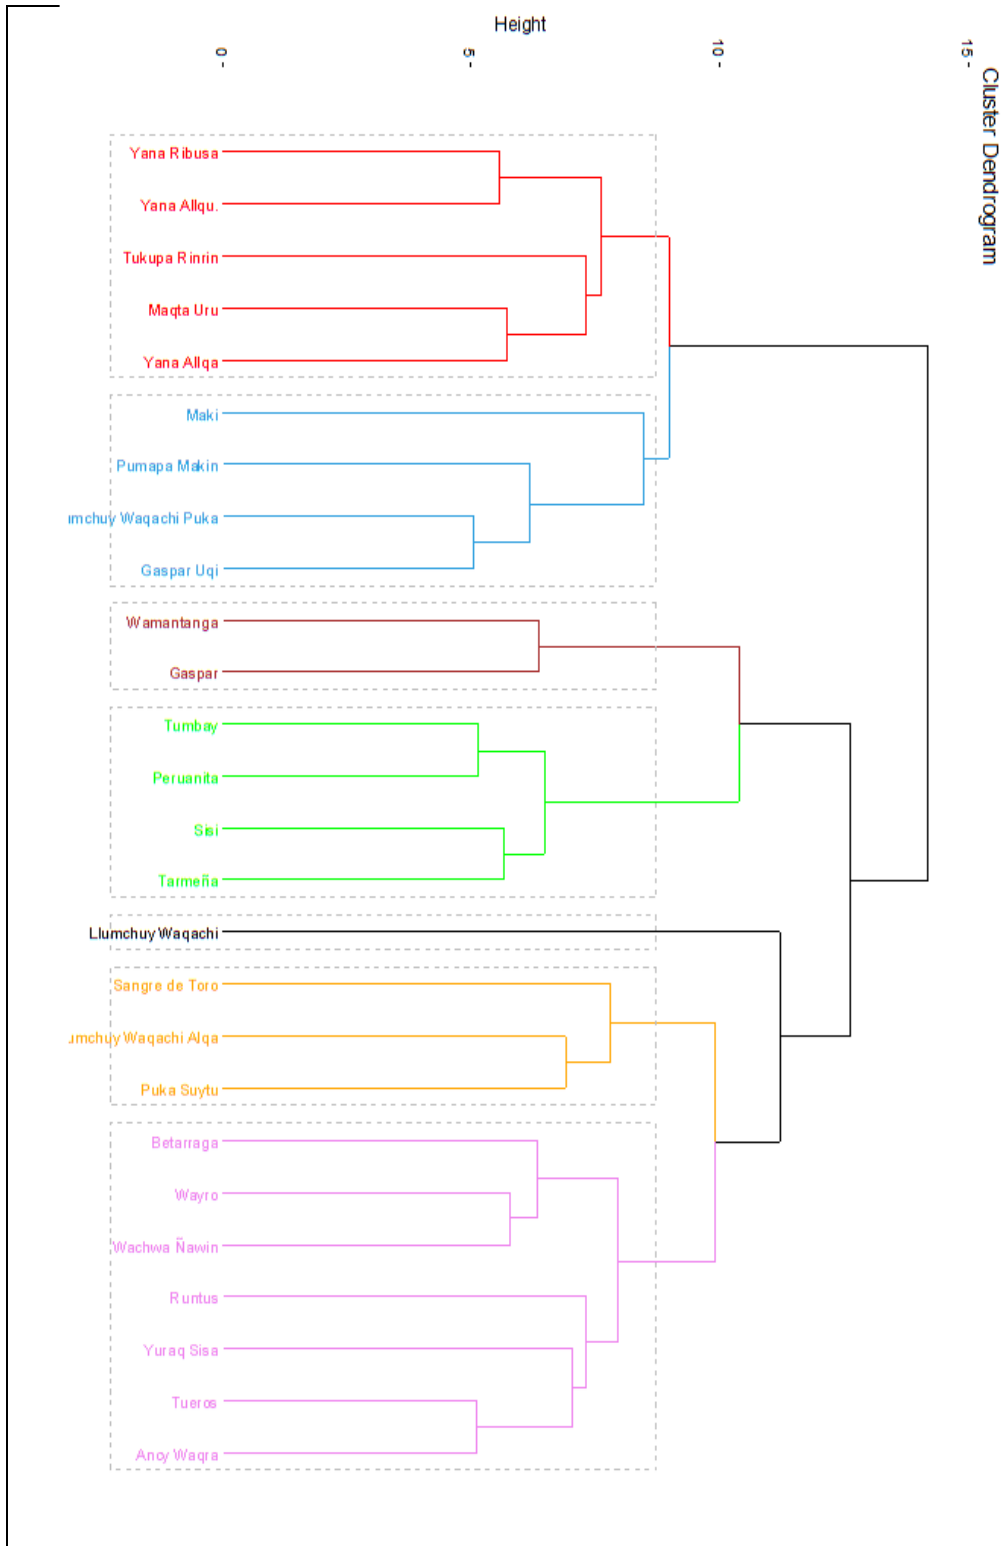 Height
0
5
10
15
Cluster Dendrogram
Yana Ribusa
Yana Allqu.
Tukupa Rinrin
Maqta Uru
Yana Allqa
Maki
Pumapa Makin
umchuy Waqachi Puka
Gaspar Uqi
Wamantanga
Gaspar
Tumbay
Peruanita
Sisi
Tarmeña
Llumchuy Waqachi
Sangre de Toro
umchuy Waqachi Alqa
Puka Suytu
Betarraga
Wayro
Wachwa Ñawin
Runtus
Yuraq Sisa
Tueros
Ancy Waqra